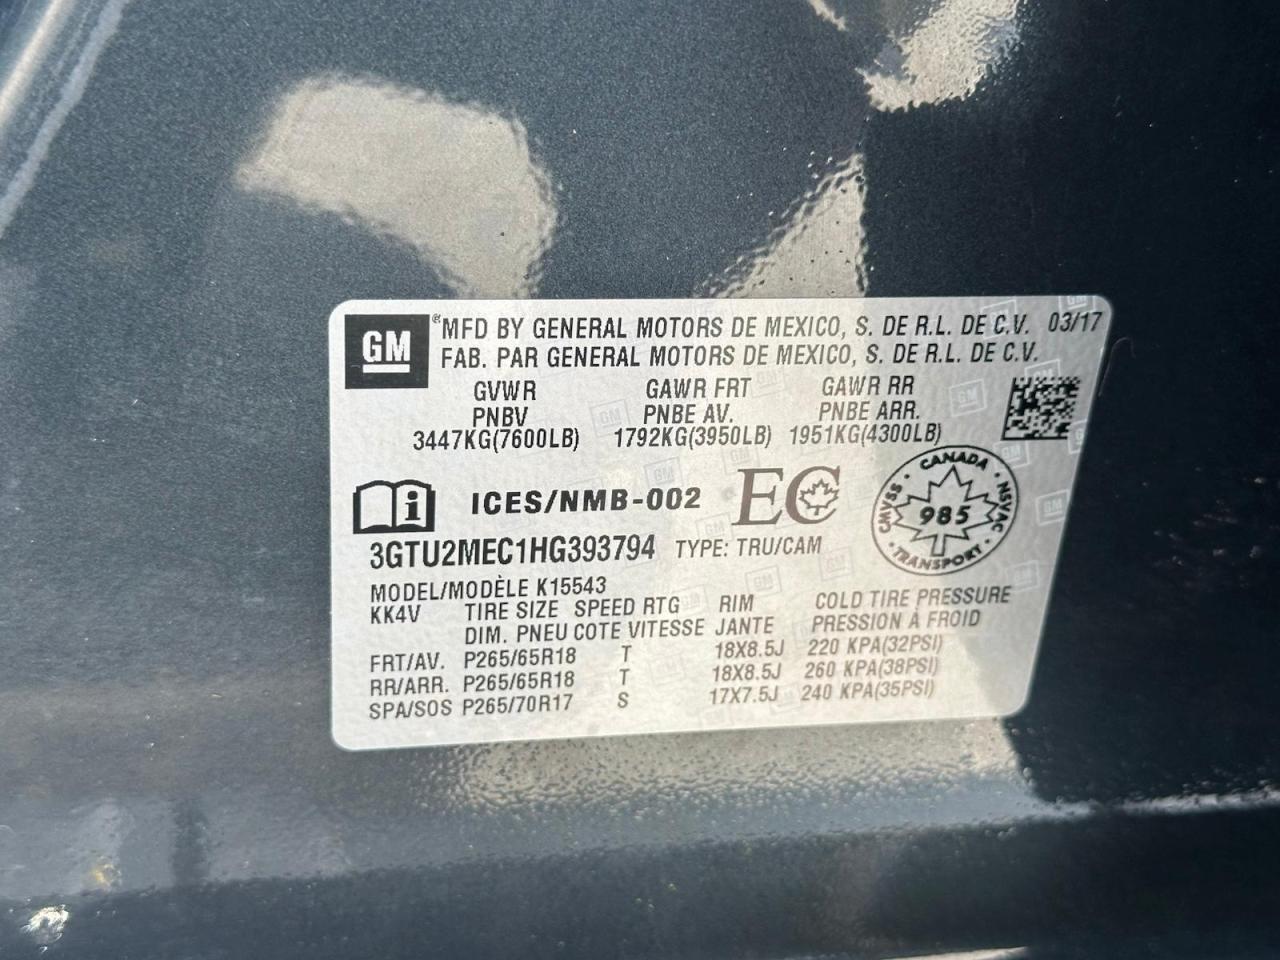 GM ® MFD BY GENERAL MOTORS DE MEXICO, S. DE R.L. DE C.V. 03/17
FAB. PAR GENERAL MOTORS DE MEXICO, S. DE R.L. DE C.V.
GVWR GAWR FRT GAWR RR
PNBV PNBE AV. PNBE ARR.
3447KG(7600LB) 1792KG(3950LB) 1951KG(4300LB)
i ICES/NMB-002 EC CANADA CMVSS NSVAC 985 TRANSPORT
3GTU2MEC1HG393794 TYPE: TRU/CAM
MODEL/MODÈLE K15543
KK4V TIRE SIZE SPEED RTG RIM COLD TIRE PRESSURE
DIM. PNEU COTE VITESSE JANTE PRESSION À FROID
FRT/AV. P265/65R18 T 18X8.5J 220 KPA(32PSI)
RR/ARR. P265/65R18 T 18X8.5J 260 KPA(38PSI)
SPA/SOS P265/70R17 S 17X7.5J 240 KPA(35PSI)